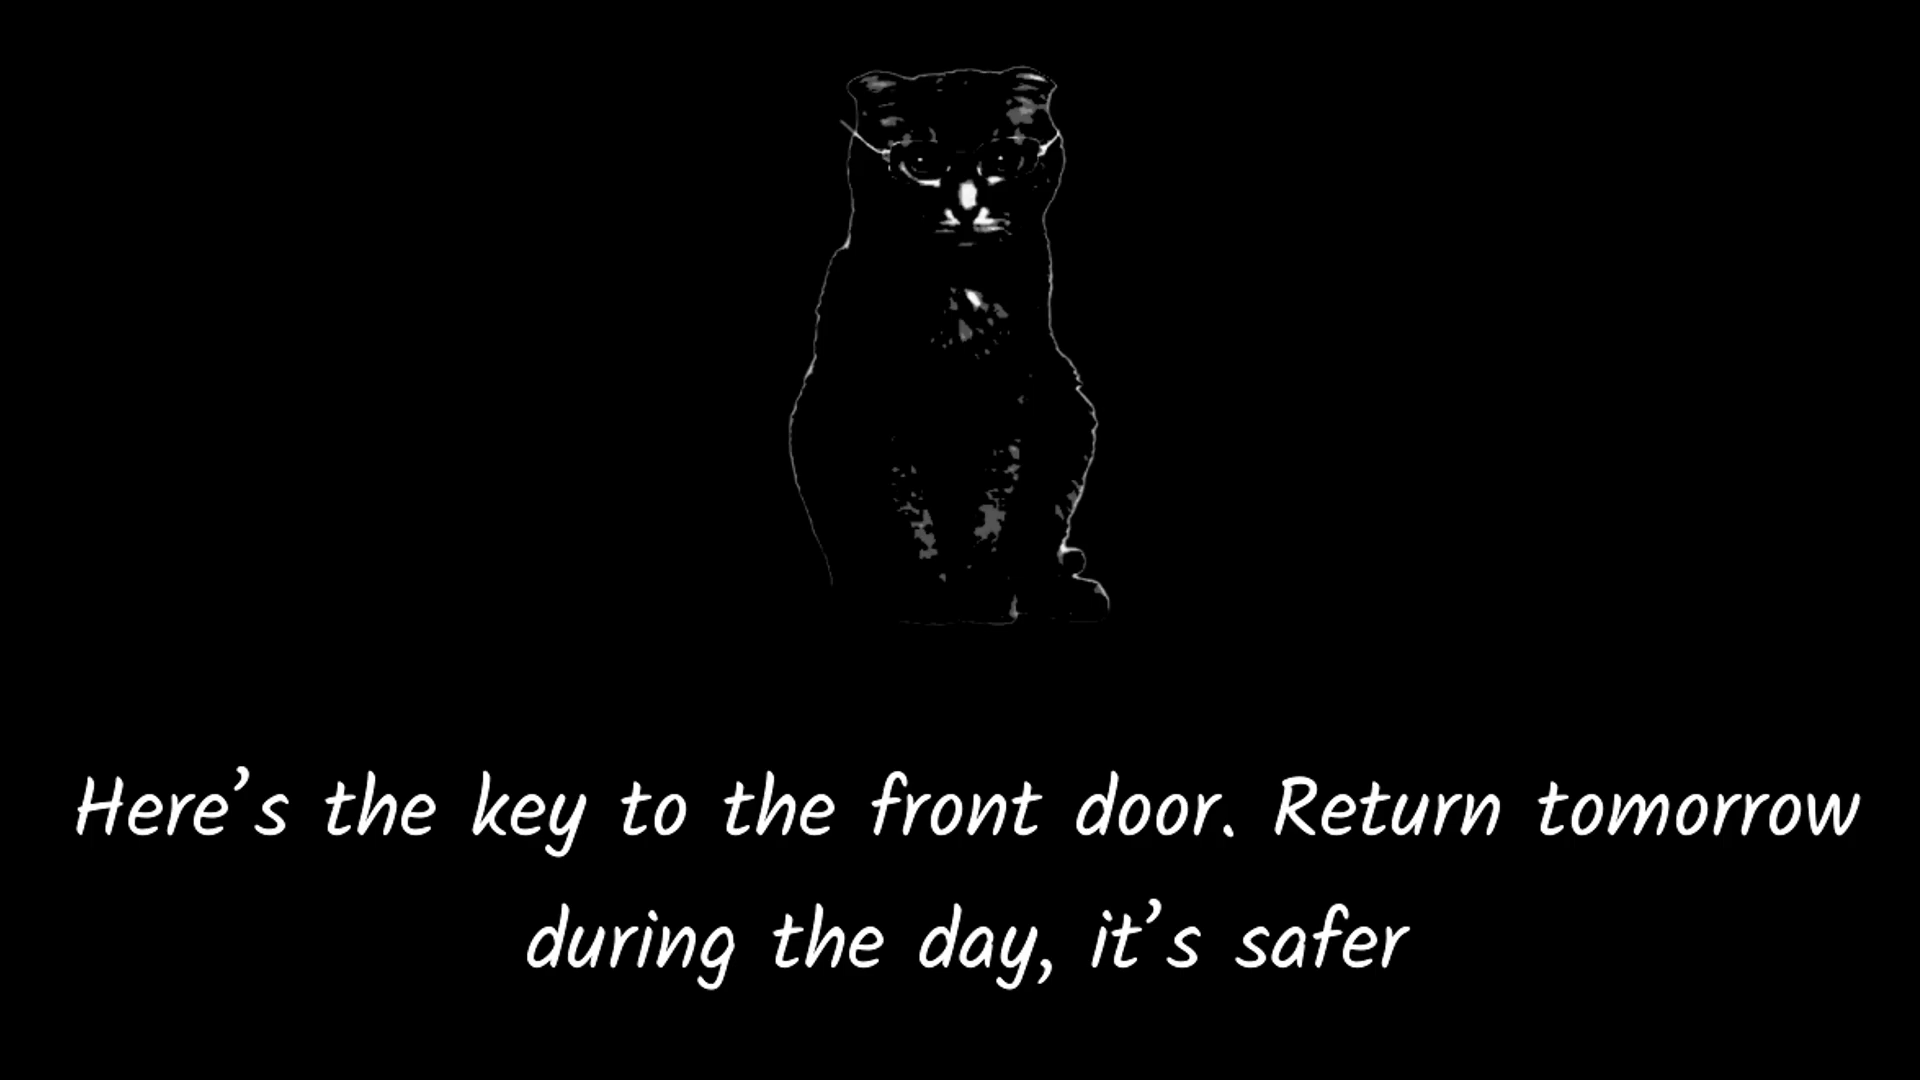 Here’s the key to the front door. Return tomorrow
during the day, it’s safer